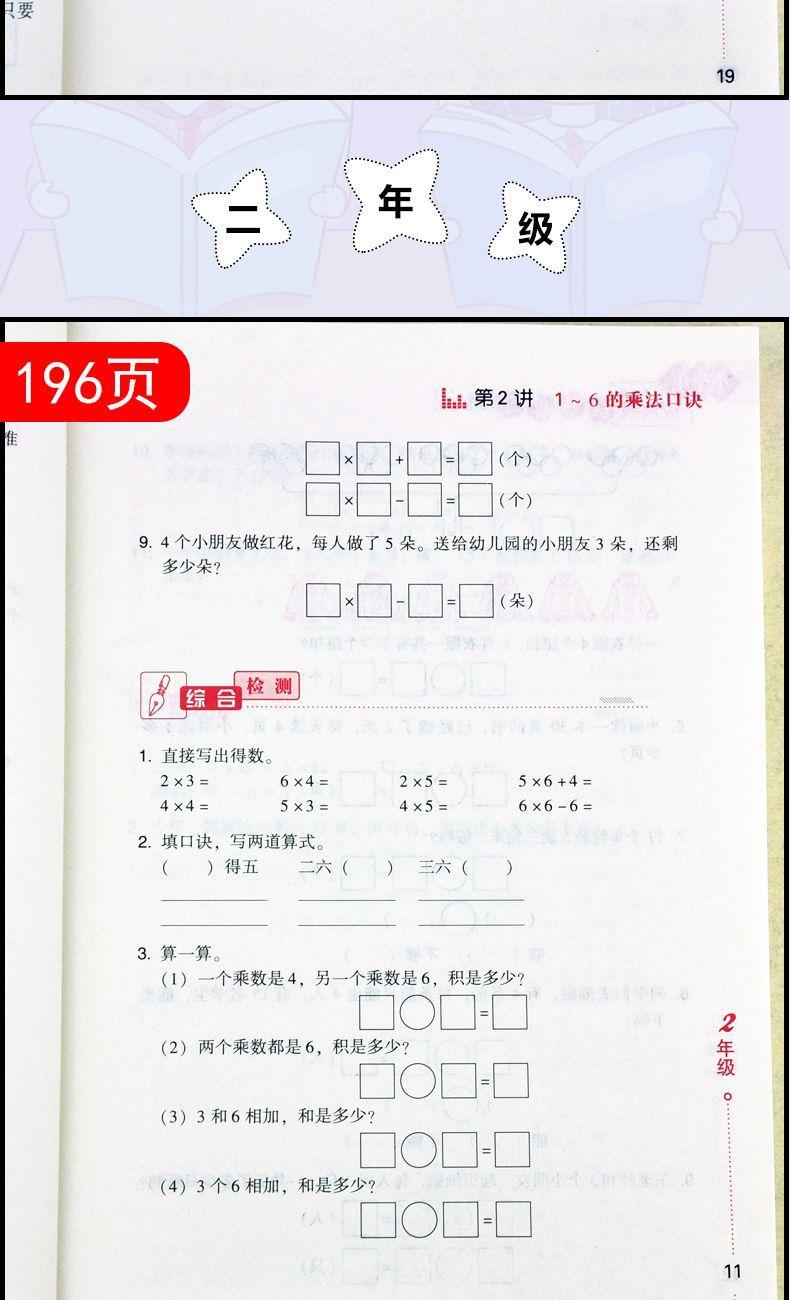 只要
19
二年级
196页
第2讲 1~6的乘法口诀
准
□×□+□=□(个)
□×□-□=□(个)
9. 4个小朋友做红花，每人做了5朵。送给幼儿园的小朋友3朵，还剩
多少朵？
□×□-□=□(朵)
综合检测
1. 直接写出得数。
2×3= 6×4= 2×5= 5×6+4=
4×4= 5×3= 4×5= 6×6-6=
2. 填口诀，写两道算式。
( )得五 二六( ) 三六( )
3. 算一算。
(1) 一个乘数是4，另一个乘数是6，积是多少？
□○□=□
(2) 两个乘数都是6，积是多少？
□○□=□
(3) 3和6相加，和是多少？
□○□=□
(4) 3个6相加，和是多少？
□○□=□
2年级
11